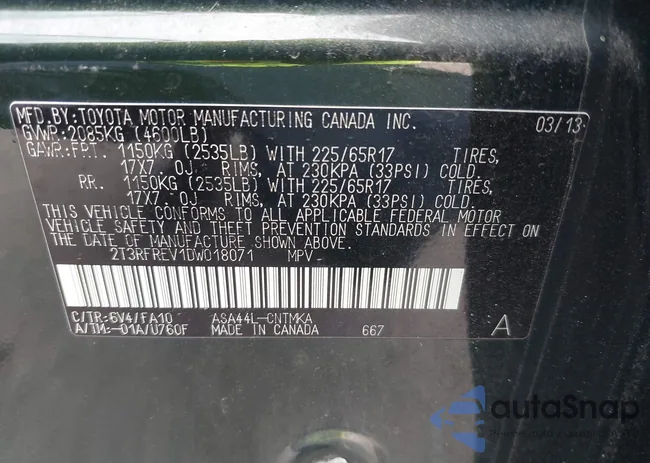 MFD.BY:TOYOTA MOTOR MANUFACTURING CANADA INC. 03/13
GVWR:2085KG (4600LB)
GAWR:FRT. 1150KG (2535LB) WITH 225/65R17 TIRES,
17X7.0J RIMS, AT 230KPA (33PSI) COLD.
RR. 1150KG (2535LB) WITH 225/65R17 TIRES,
17X7.0J RIMS, AT 230KPA (33PSI) COLD.
THIS VEHICLE CONFORMS TO ALL APPLICABLE FEDERAL MOTOR
VEHICLE SAFETY AND THEFT PREVENTION STANDARDS IN EFFECT ON
THE DATE OF MANUFACTURE SHOWN ABOVE.
2T3RFREV1DW018071 MPV
C/TR:6V4/FA10 ASA44L-CNTMKA
A/TM:-01A/U760F MADE IN CANADA 667 A
autoSnap